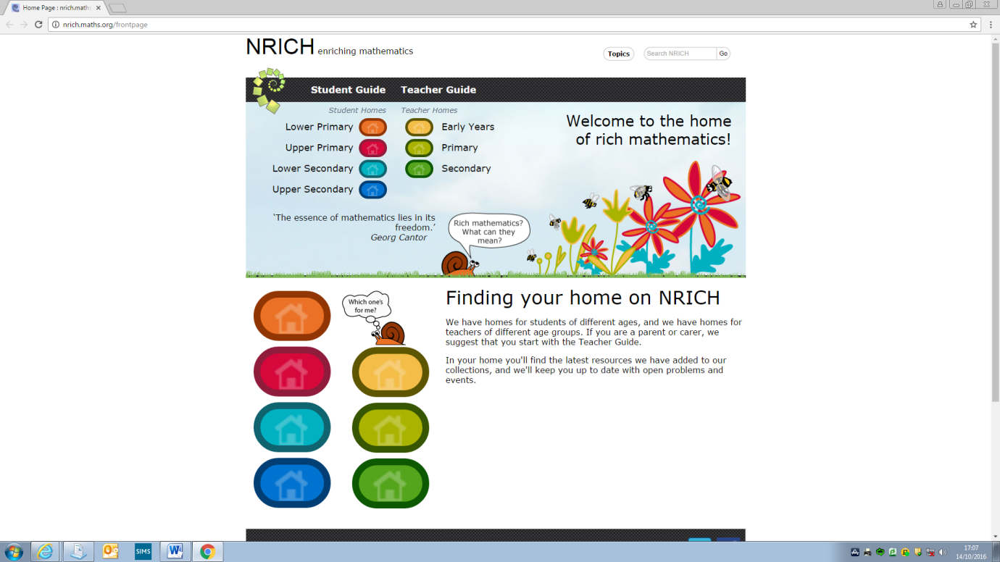 Home Page : nrich.maths
nrich.maths.org/frontpage
NRICH enriching mathematics
Topics
Search NRICH
Go
Student Guide
Teacher Guide
Student Homes
Teacher Homes
Lower Primary
Early Years
Upper Primary
Primary
Lower Secondary
Secondary
Upper Secondary
Welcome to the home
of rich mathematics!
‘The essence of mathematics lies in its
freedom.’
Georg Cantor
Rich mathematics?
What can they
mean?
Which one's
for me?
Finding your home on NRICH
We have homes for students of different ages, and we have homes for
teachers of different age groups. If you are a parent or carer, we
suggest that you start with the Teacher Guide.
In your home you'll find the latest resources we have added to our
collections, and we'll keep you up to date with open problems and
events.
SIMS
17:07
14/10/2016